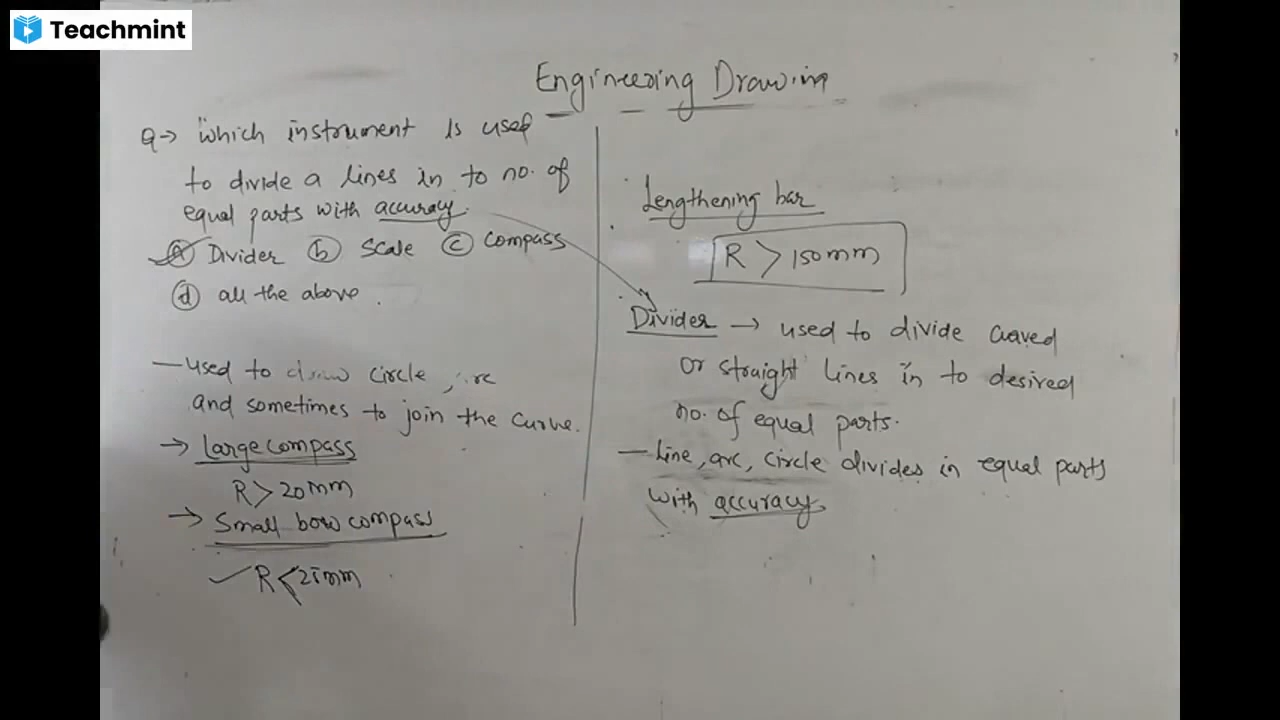 Teachmint
Engineering Drawing
Q→ which instrument is used
to divide a lines in to no. of
equal parts with accuracy.
(a) Divider (b) Scale (c) Compass
(d) all the above.
— used to draw circle, arc
and sometimes to join the curve.
→ Large compass
R > 20mm
→ Small bow compass
✓ R < 25mm
Lengthening bar
R > 150mm
Divider → used to divide curved
or straight lines in to desired
no. of equal parts.
— Line, arc, circle divides in equal parts
with accuracy